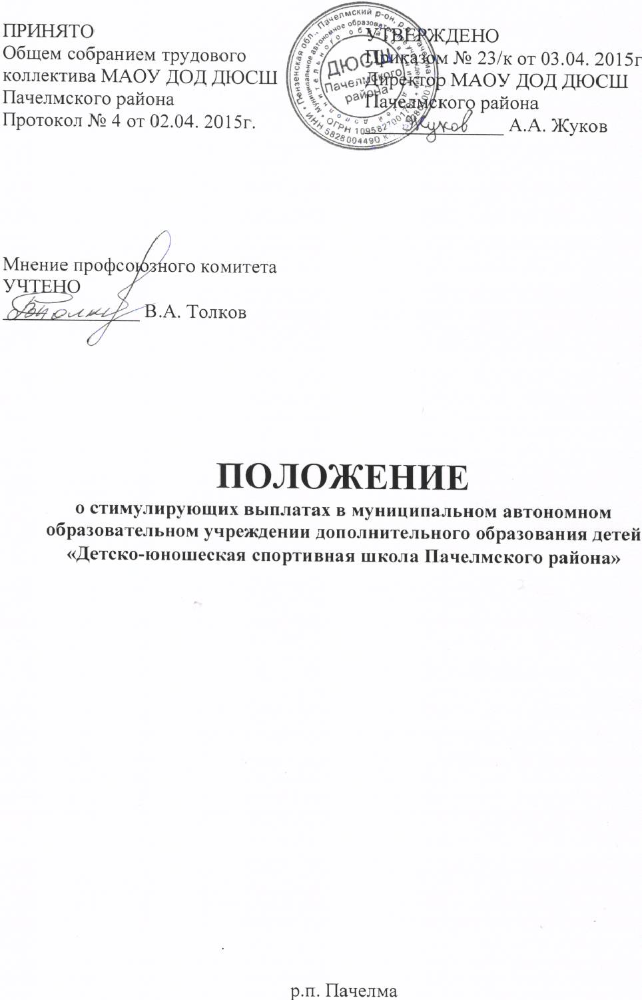 ПРИНЯТО
Общем собранием трудового
коллектива МАОУ ДОД ДЮСШ
Пачелмского района
Протокол № 4 от 02.04. 2015г.
УТВЕРЖДЕНО
Приказом № 23/к от 03.04. 2015г
Директор МАОУ ДОД ДЮСШ
Пачелмского района
Жуков А.А. Жуков
ДЮСШ
Пачелмского
района
Пензенская обл., Пачелмский р-он, р.п. Пачелма
ИНН 5828004490
Муниципальное автономное образовательное учреждение
ОГРН
дополнительного образования детей
Мнение профсоюзного комитета
УЧТЕНО
В.А. Толков
ПОЛОЖЕНИЕ
о стимулирующих выплатах в муниципальном автономном
образовательном учреждении дополнительного образования детей
«Детско-юношеская спортивная школа Пачелмского района»
р.п. Пачелма